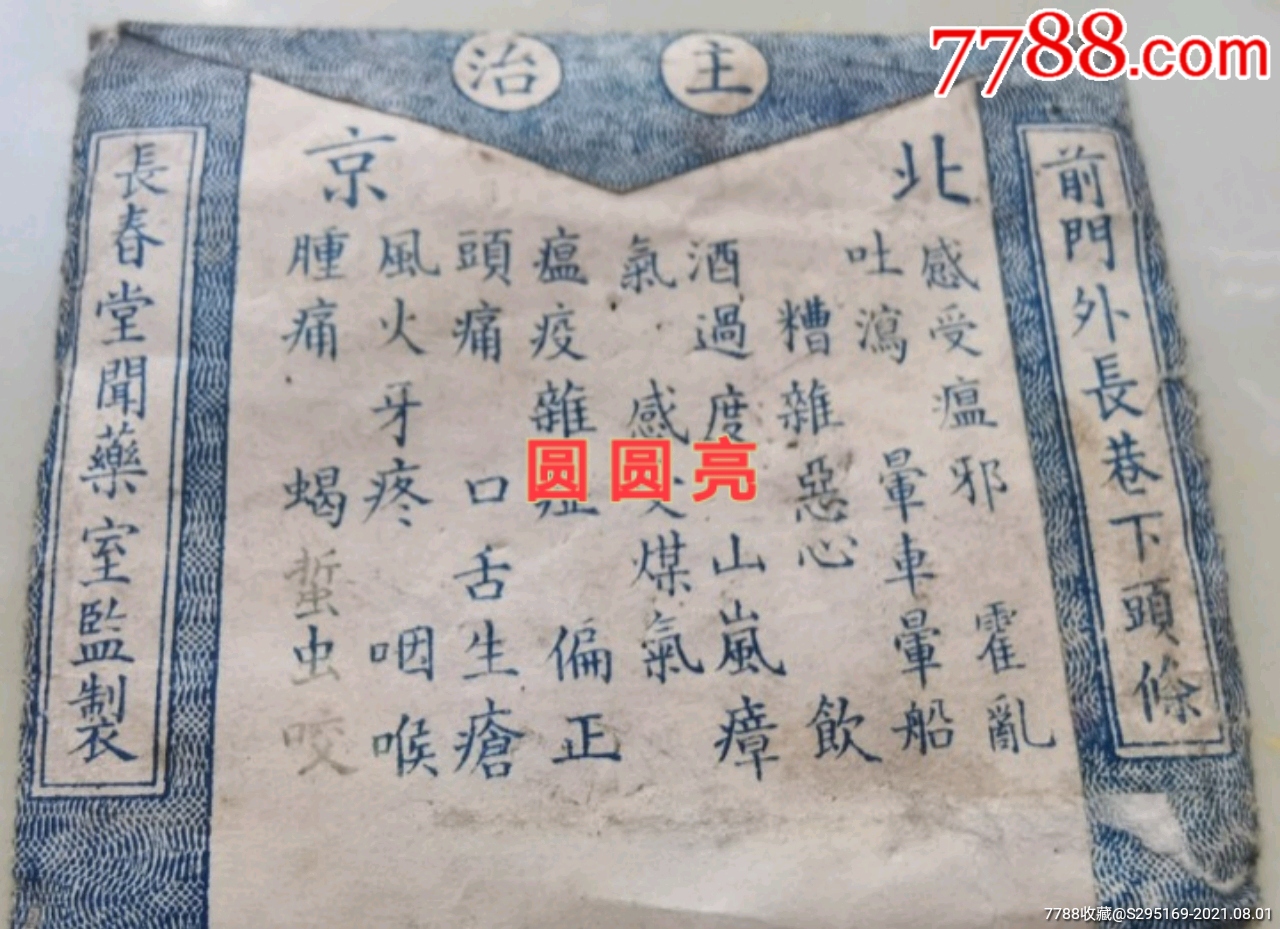 7788.com
主治
北京
前門外長巷下頭條
感受瘟邪 霍亂
吐瀉 暈車暈船
糟雜惡心 飲
酒過度 山嵐瘴
氣 感 煤氣
瘟疫雜 偏正
頭痛 口舌生瘡
風火牙疼 咽喉
腫痛 蝎蜇虫咬
長春堂聞藥室監製
圆圆亮
7788收藏@S295169-2021.08.01